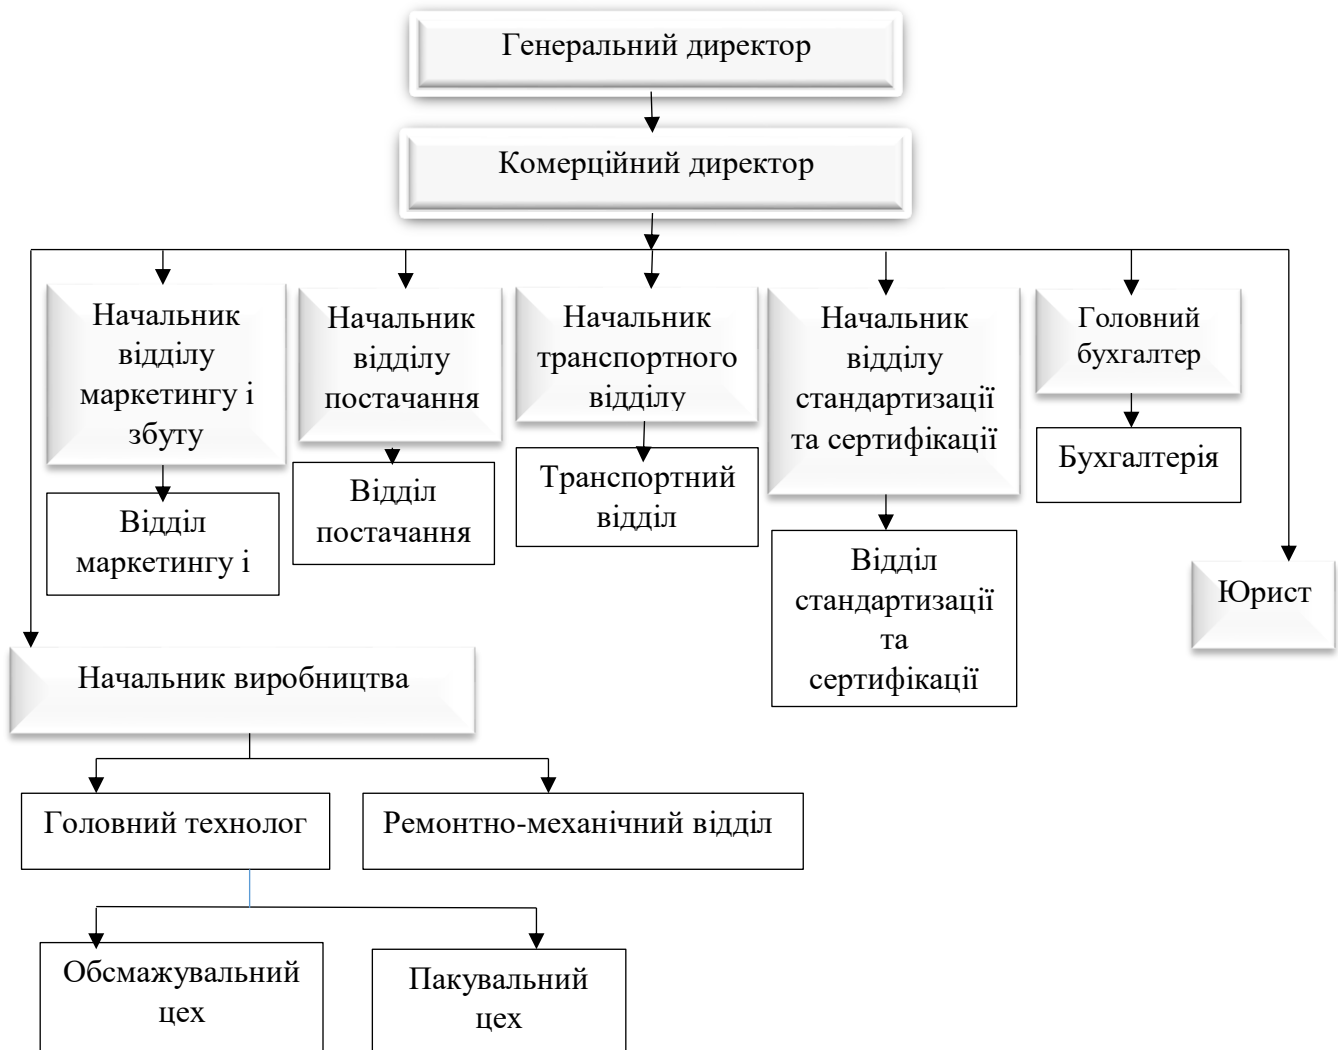 Генеральний директор
Комерційний директор
Начальник
відділу
маркетингу і
збуту
Начальник
відділу
постачання
Начальник
транспортного
відділу
Начальник
відділу
стандартизації
та сертифікації
Головний
бухгалтер
Відділ
маркетингу і
Відділ
постачання
Транспортний
відділ
Відділ
стандартизації
та
сертифікації
Бухгалтерія
Юрист
Начальник виробництва
Головний технолог
Ремонтно-механічний відділ
Обсмажувальний
цех
Пакувальний
цех